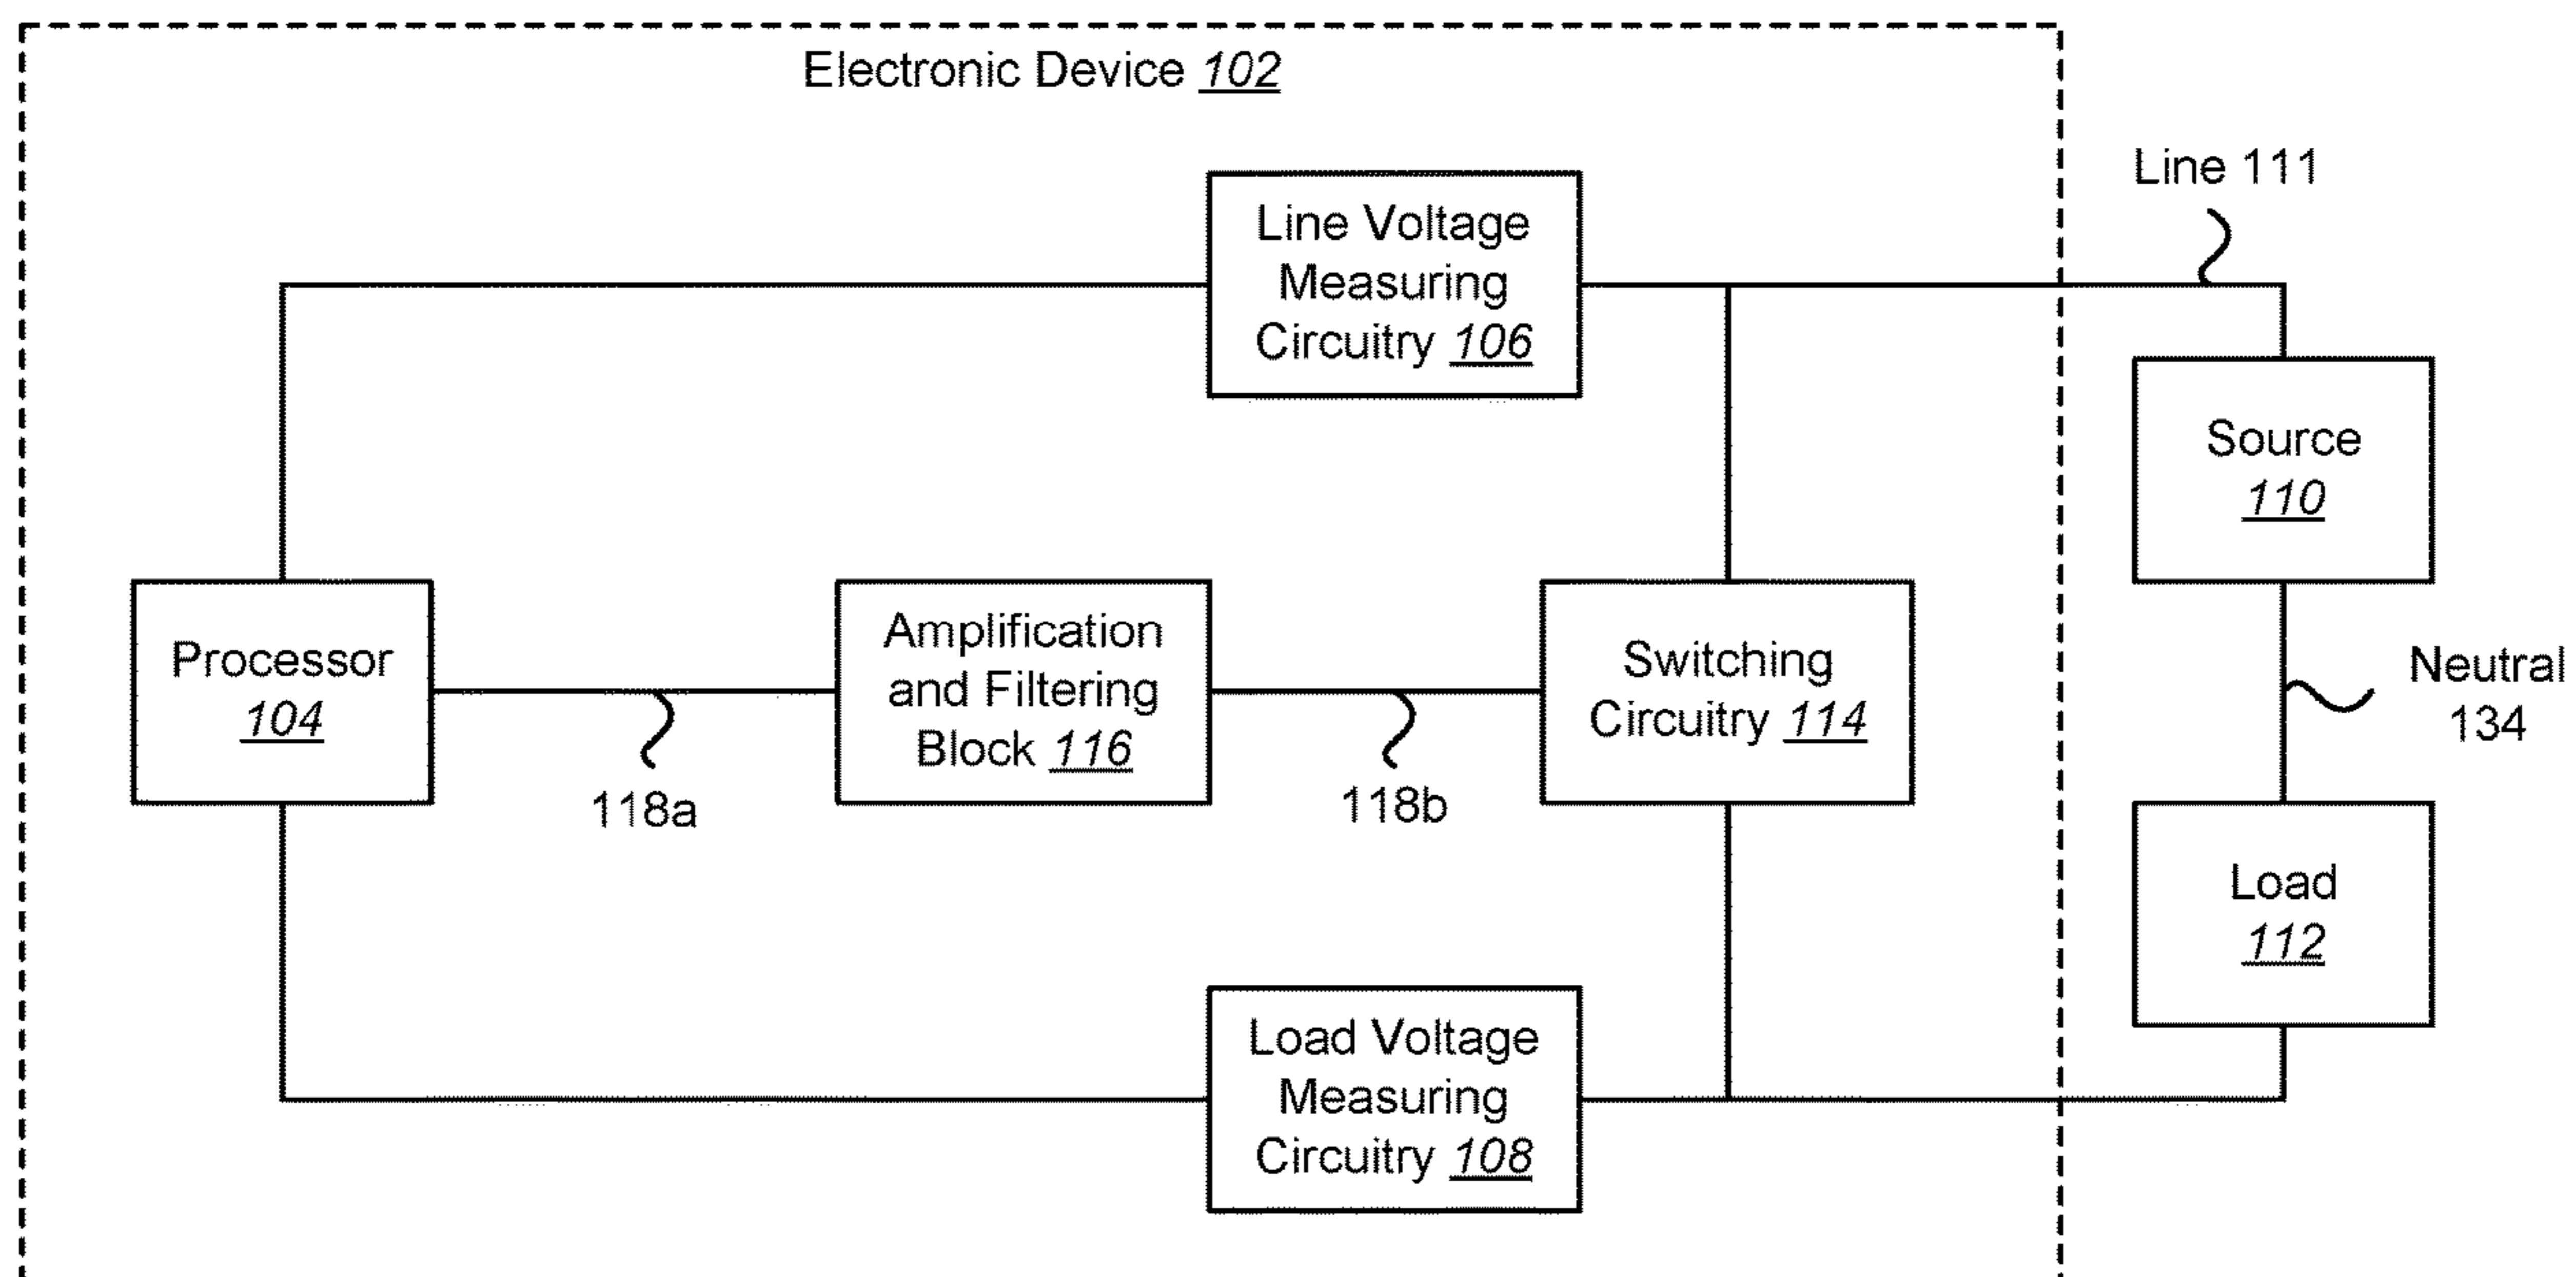 Electronic Device 102
Line 111
Line Voltage
Measuring
Circuitry 106
Source
110
Processor
104
118a
Amplification
and Filtering
Block 116
118b
Switching
Circuitry 114
Neutral
134
Load
112
Load Voltage
Measuring
Circuitry 108